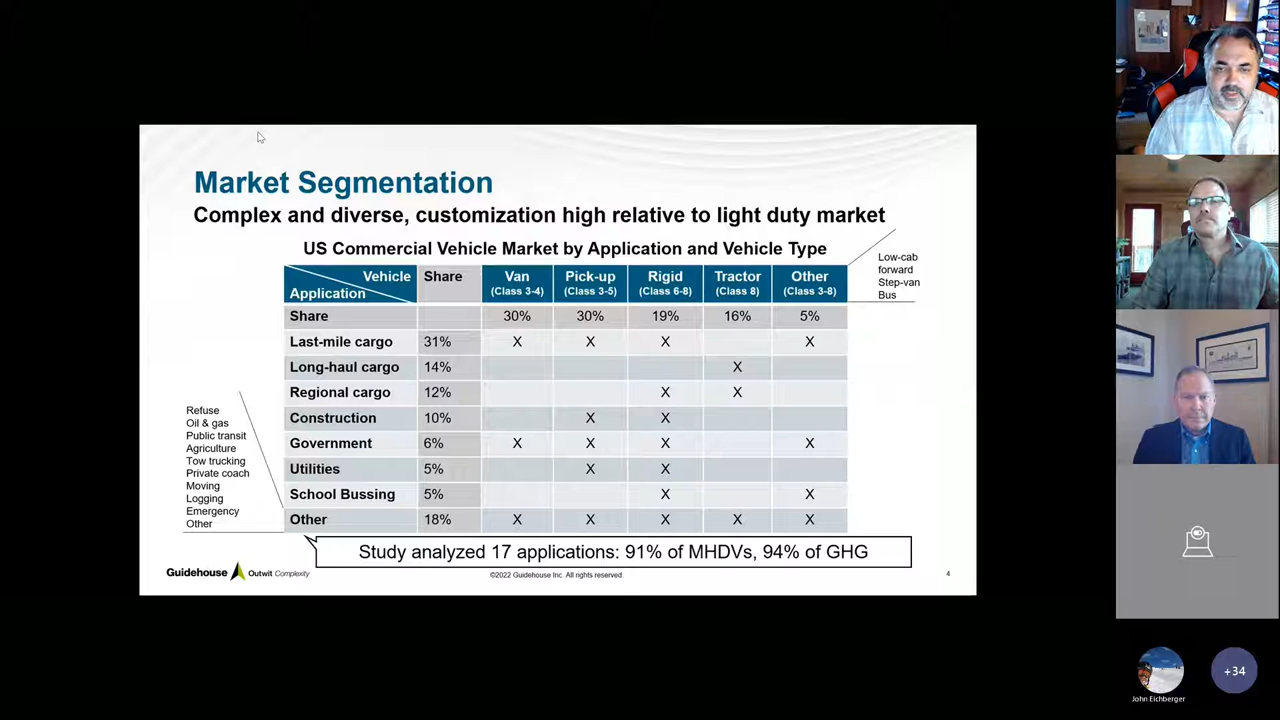 Market Segmentation
Complex and diverse, customization high relative to light duty market
US Commercial Vehicle Market by Application and Vehicle Type
Vehicle Application Share Van (Class 3-4) Pick-up (Class 3-5) Rigid (Class 6-8) Tractor (Class 8) Other (Class 3-8)
Share 30% 30% 19% 16% 5%
Last-mile cargo 31% X X X X
Long-haul cargo 14% X
Regional cargo 12% X X
Construction 10% X X
Government 6% X X X X
Utilities 5% X X
School Bussing 5% X X
Other 18% X X X X X
Low-cab
forward
Step-van
Bus
Refuse
Oil & gas
Public transit
Agriculture
Tow trucking
Private coach
Moving
Logging
Emergency
Other
Study analyzed 17 applications: 91% of MHDVs, 94% of GHG
Guidehouse Outwit Complexity
©2022 Guidehouse Inc. All rights reserved.
4
John Eichberger
+34